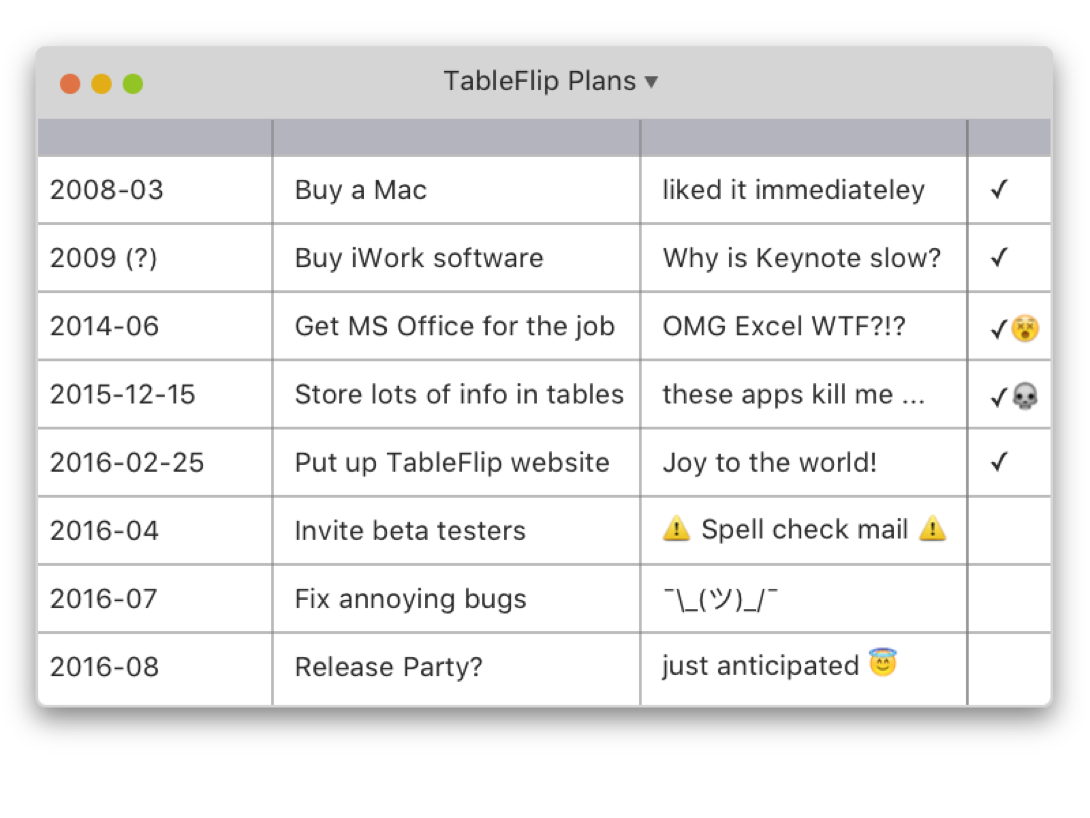 TableFlip Plans ▾
2008-03 Buy a Mac liked it immediateley ✓
2009 (?) Buy iWork software Why is Keynote slow? ✓
2014-06 Get MS Office for the job OMG Excel WTF?!? ✓😵
2015-12-15 Store lots of info in tables these apps kill me ... ✓💀
2016-02-25 Put up TableFlip website Joy to the world! ✓
2016-04 Invite beta testers ⚠️ Spell check mail ⚠️
2016-07 Fix annoying bugs ¯\_(ツ)_/¯
2016-08 Release Party? just anticipated 😇